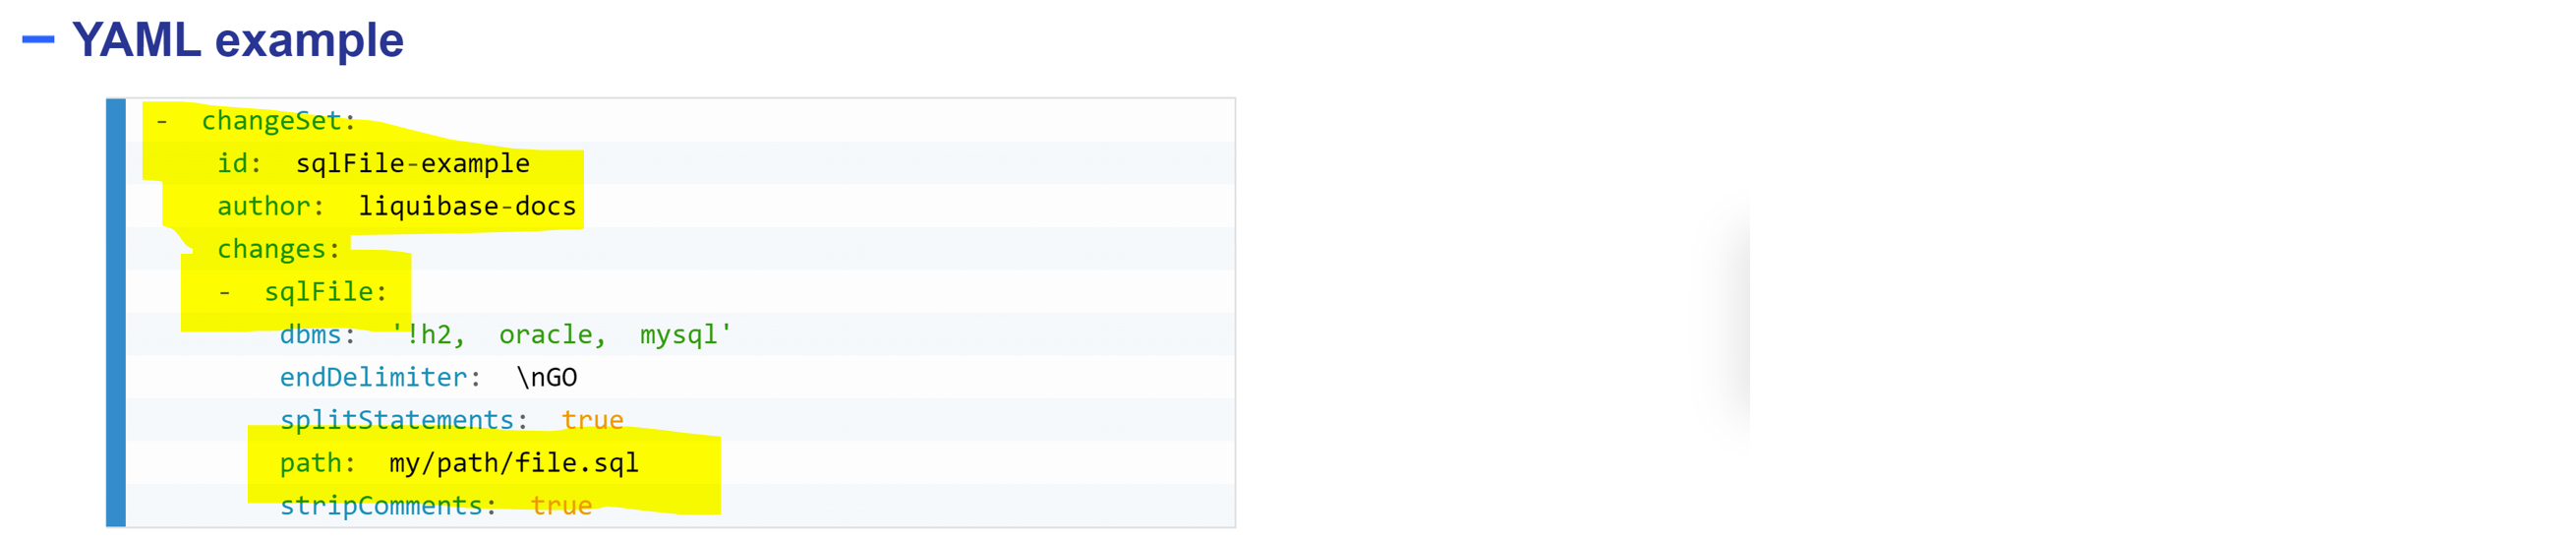 YAML example
- changeSet:
id: sqlFile-example
author: liquibase-docs
changes:
- sqlFile:
dbms: '!h2, oracle, mysql'
endDelimiter: \nGO
splitStatements: true
path: my/path/file.sql
stripComments: true